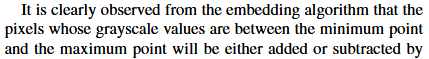 It is clearly observed from the embedding algorithm that the
pixels whose grayscale values are between the minimum point
and the maximum point will be either added or subtracted by